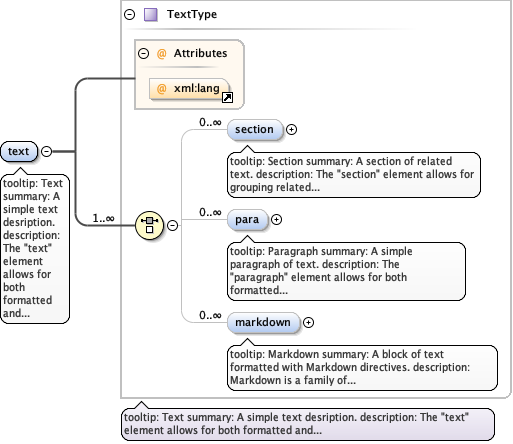 TextType
@ Attributes
@ xml:lang
0..∞
section
tooltip: Section summary: A section of related
text. description: The "section" element allows for
grouping related...
text
tooltip: Text
summary: A
simple text
desription.
description:
The "text"
element
allows for
both
formatted
and...
1..∞
0..∞
para
tooltip: Paragraph summary: A simple
paragraph of text. description: The
"paragraph" element allows for both
formatted...
0..∞
markdown
tooltip: Markdown summary: A block of text
formatted with Markdown directives. description:
Markdown is a family of...
tooltip: Text summary: A simple text desription. description: The "text"
element allows for both formatted and...